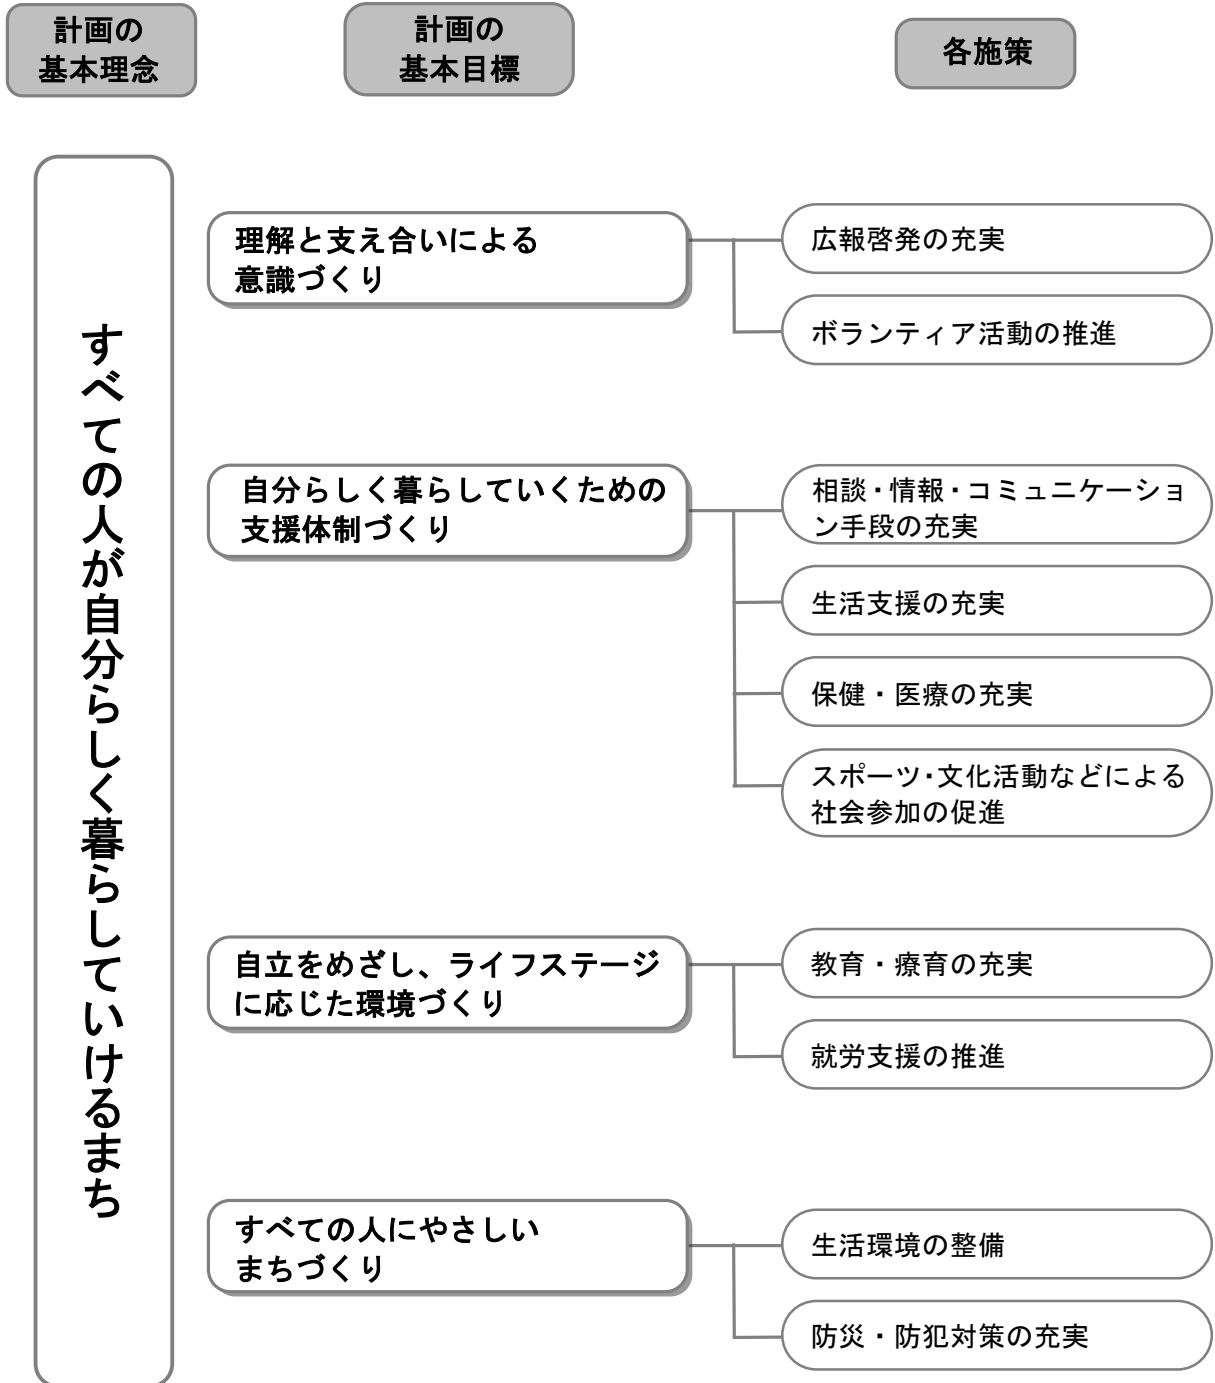 計画の
基本理念
計画の
基本目標
各施策
すべての人が自分らしく暮らしていけるまち
理解と支え合いによる
意識づくり
広報啓発の充実
ボランティア活動の推進
自分らしく暮らしていくための
支援体制づくり
相談・情報・コミュニケーショ
ン手段の充実
生活支援の充実
保健・医療の充実
スポーツ・文化活動などによる
社会参加の促進
自立をめざし、ライフステージ
に応じた環境づくり
教育・療育の充実
就労支援の推進
すべての人にやさしい
まちづくり
生活環境の整備
防災・防犯対策の充実